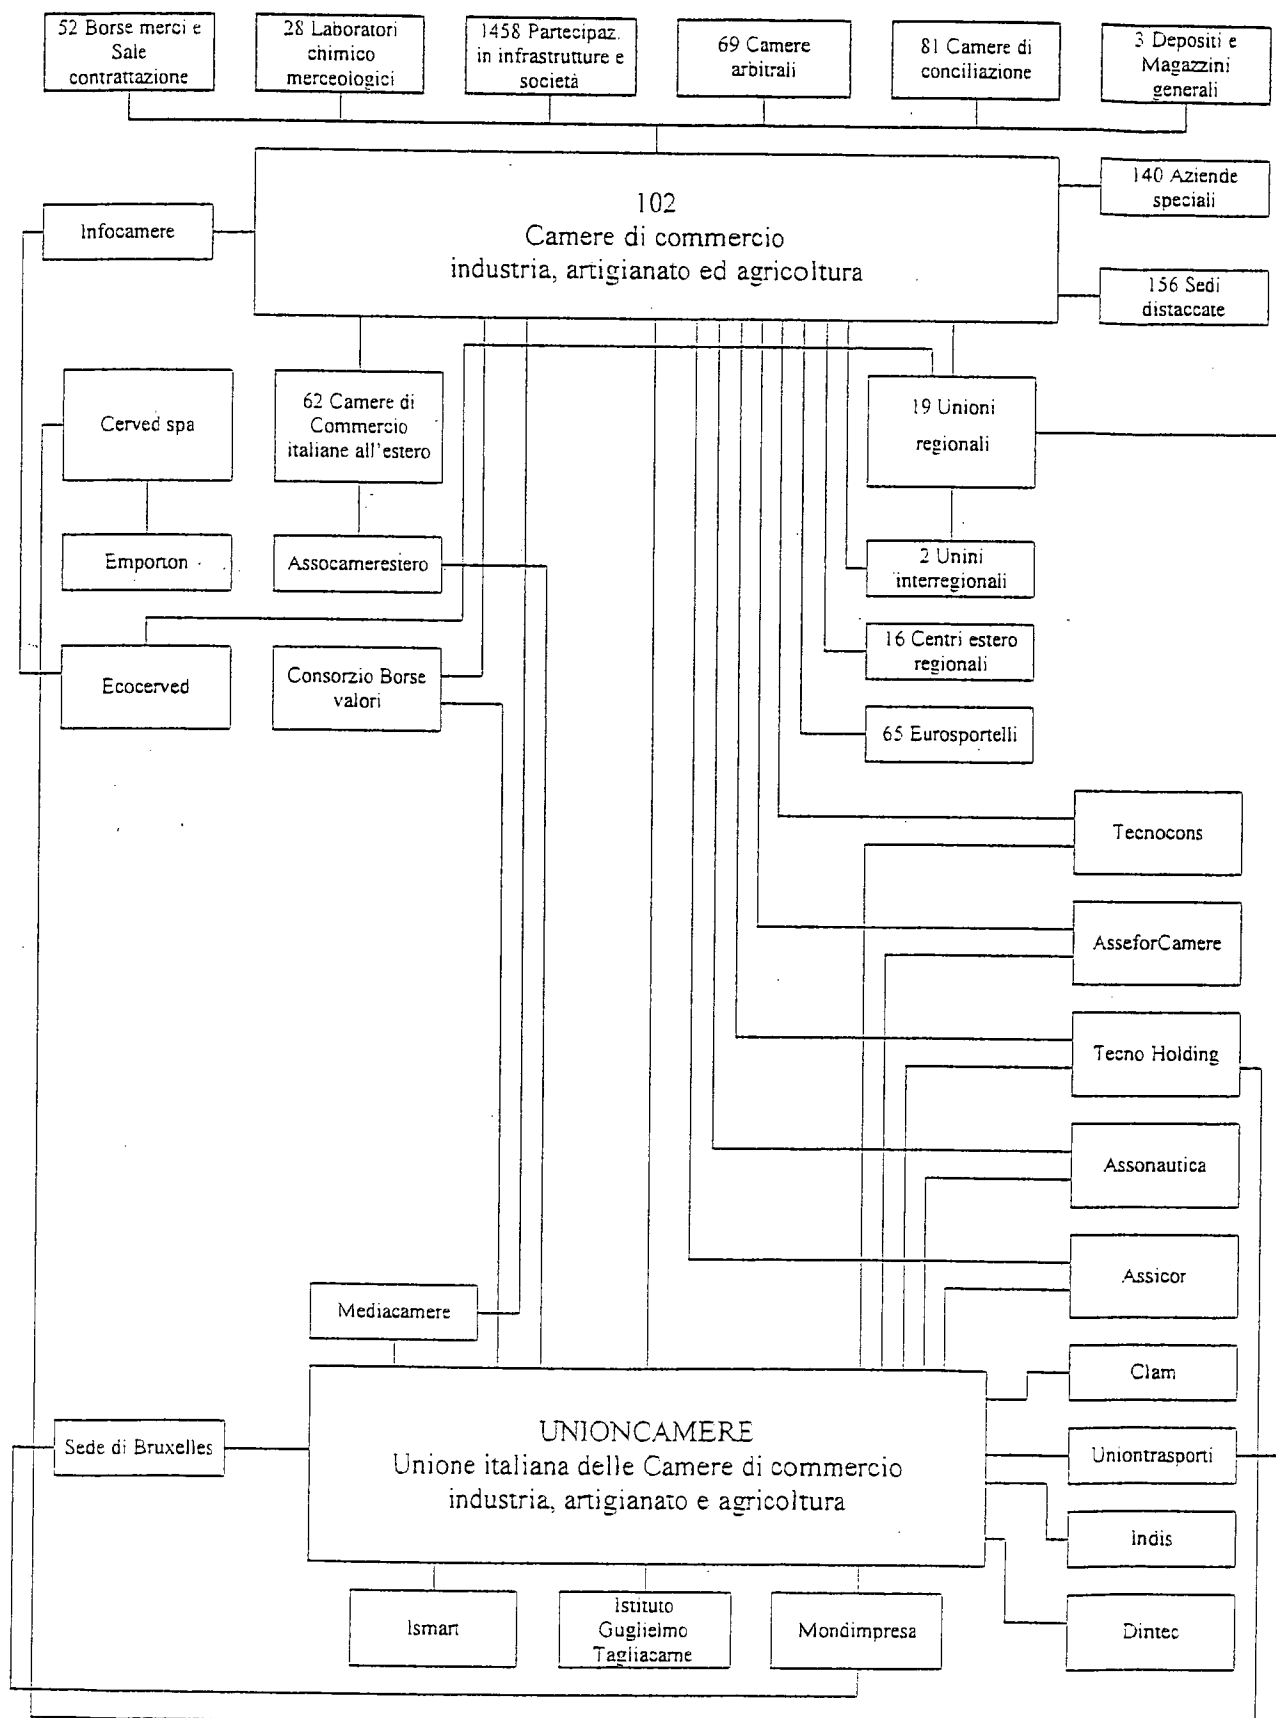 52 Borse merci e
Sale
contrattazione
28 Laboratori
chimico
merceologici
1458 Partecipaz.
in infrastrutture e
società
69 Camere
arbitrali
81 Camere di
conciliazione
3 Depositi e
Magazzini
generali
102
Camere di commercio
industria, artigianato ed agricoltura
140 Aziende
speciali
Infocamere
156 Sedi
distaccate
Cerved spa
62 Camere di
Commercio
italiane all'estero
19 Unioni
regionali
Emporton
Assocamerestero
2 Unini
interregionali
16 Centri estero
regionali
Ecocerved
Consorzio Borse
valori
65 Eurosportelli
Tecnocons
AsseforCamere
Tecno Holding
Assonautica
Assicor
Mediacamere
Clam
Sede di Bruxelles
UNIONCAMERE
Unione italiana delle Camere di commercio
industria, artigianato e agricoltura
Uniontrasporti
Indis
Ismart
Istituto
Guglielmo
Tagliacarne
Mondimpresa
Dintec